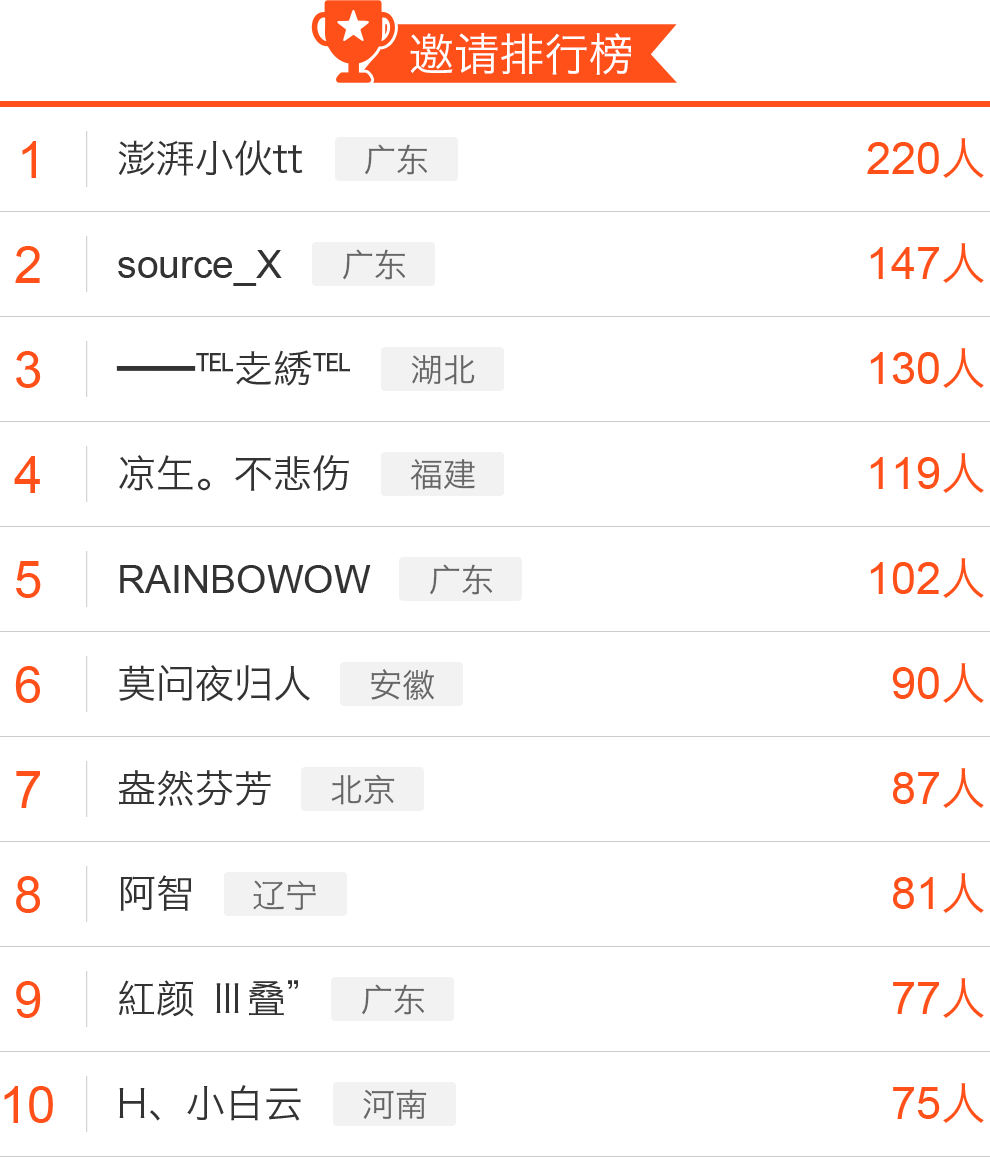 邀请排行榜
1 澎湃小伙tt 广东 220人
2 source_X 广东 147人
3 ━━℡赱綉℡ 湖北 130人
4 凉玍。不悲伤 福建 119人
5 RAINBOWOW 广东 102人
6 莫问夜归人 安徽 90人
7 盎然芬芳 北京 87人
8 阿智 辽宁 81人
9 紅颜 Ⅲ叠” 广东 77人
10 H、小白云 河南 75人